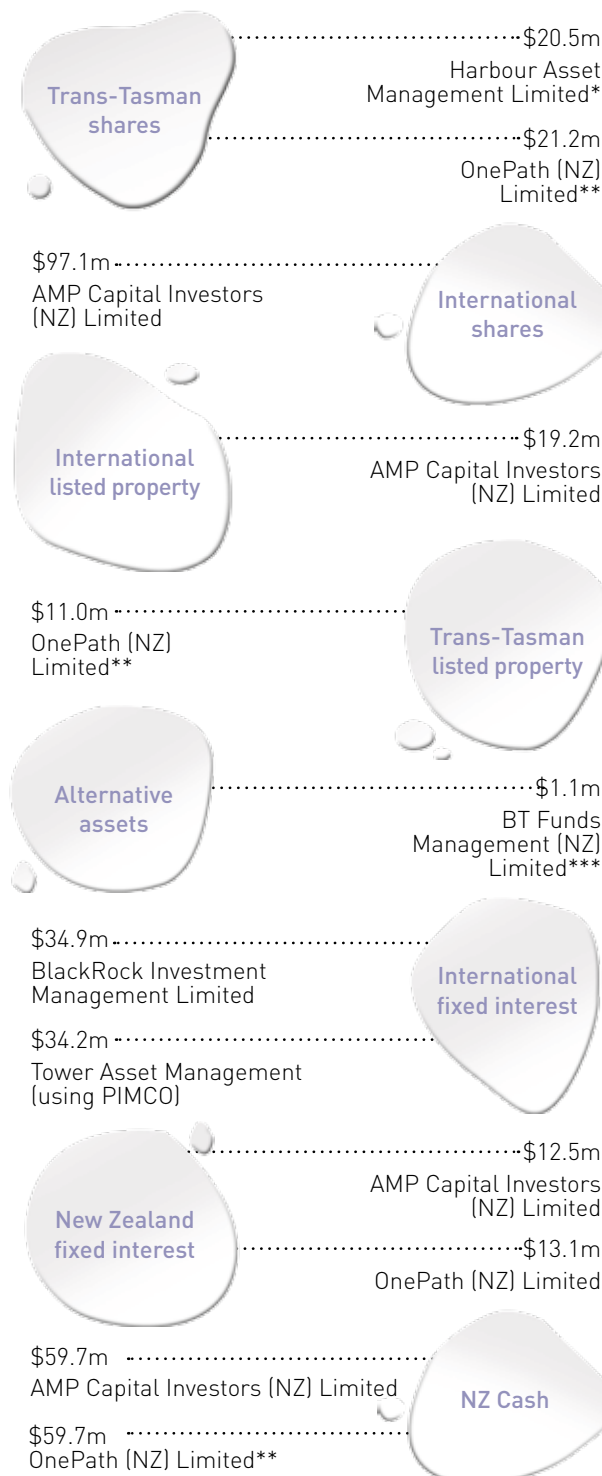 Trans-Tasman
shares
$20.5m
Harbour Asset
Management Limited*
$21.2m
OnePath (NZ)
Limited**
$97.1m
AMP Capital Investors
(NZ) Limited
International
shares
International
listed property
$19.2m
AMP Capital Investors
(NZ) Limited
$11.0m
OnePath (NZ)
Limited**
Trans-Tasman
listed property
Alternative
assets
$1.1m
BT Funds
Management (NZ)
Limited***
$34.9m
BlackRock Investment
Management Limited
$34.2m
Tower Asset Management
(using PIMCO)
International
fixed interest
New Zealand
fixed interest
$12.5m
AMP Capital Investors
(NZ) Limited
$13.1m
OnePath (NZ) Limited
$59.7m
AMP Capital Investors (NZ) Limited
$59.7m
OnePath (NZ) Limited**
NZ Cash